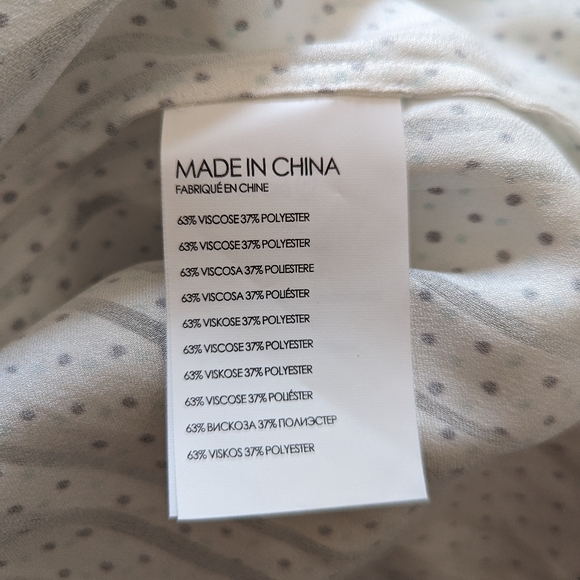 MADE IN CHINA
FABRIQUÉ EN CHINE
63% VISCOSE 37% POLYESTER
63% VISCOSE 37% POLYESTER
63% VISCOSA 37% POLIESTERE
63% VISCOSA 37% POLIÉSTER
63% VISKOSE 37% POLYESTER
63% VISCOSE 37% POLYESTER
63% VISKOSE 37% POLYESTER
63% VISCOSE 37% POLIÉSTER
63% ВИСКОЗА 37% ПОЛИЭСТЕР
63% VISKOS 37% POLYESTER